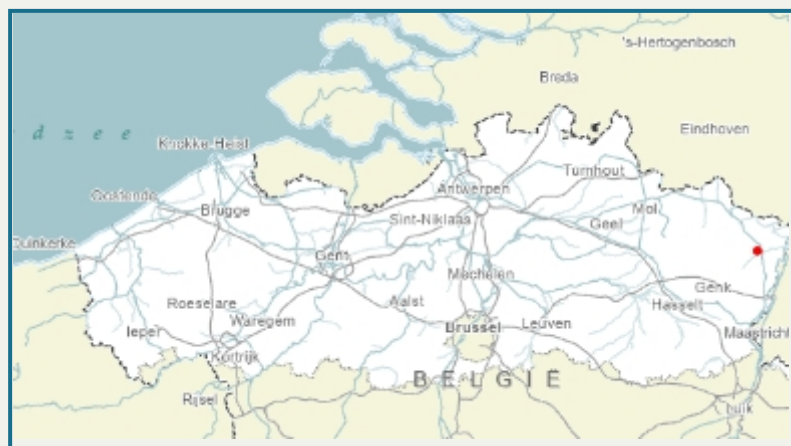 's-Hertogenbosch
Breda
dzee
Eindhoven
Knokke-Heist
Turnhout
Oostende
Antwerpen
Brugge
Mol
Sint-Niklaas
Geel
Duinkerke
Gent
Mechelen
Genk
Roeselare
Aalst
Hasselt
Waregem
Brussel
Leuven
Ieper
Maastricht
Kortrijk
BELGIË
Rijsel
Luik